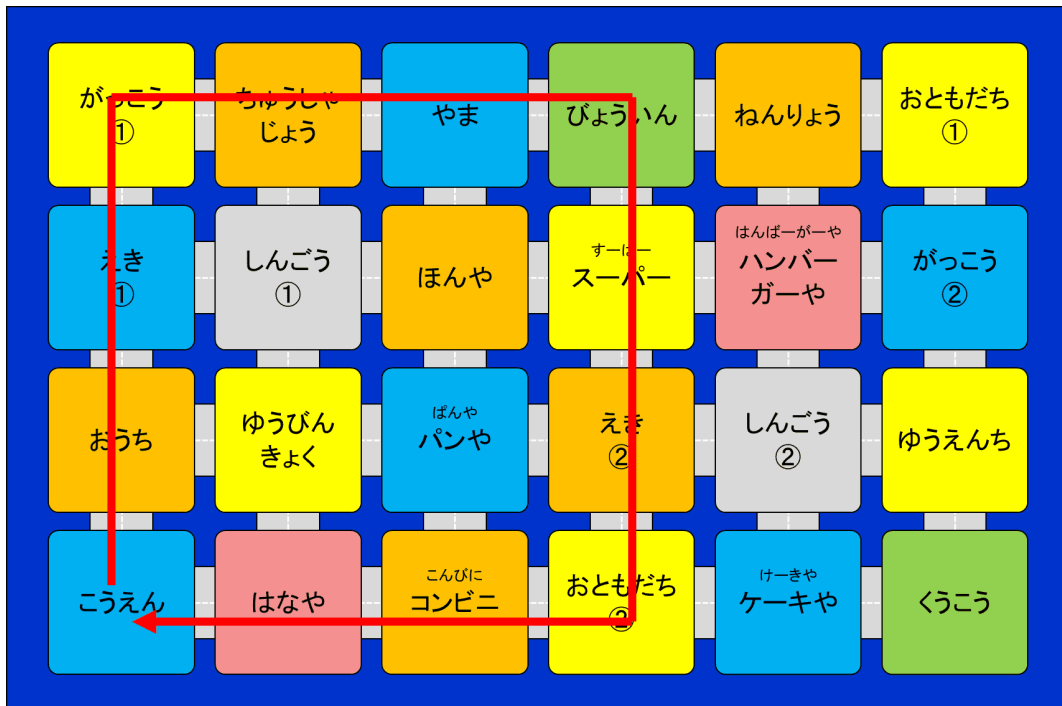 がっこう
①
ちゅうしゃ
じょう
やま
びょういん
ねんりょう
おともだち
①
えき
①
しんごう
①
ほんや
すーぱー
スーパー
はんばーがーや
ハンバー
ガーや
がっこう
②
おうち
ゆうびん
きょく
ぱんや
パンや
えき
②
しんごう
②
ゆうえんち
こうえん
はなや
こんびに
コンビニ
おともだち
②
けーきや
ケーキや
くうこう